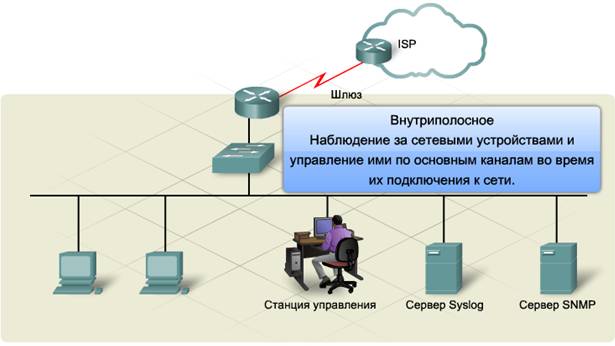 ISP
Шлюз
Внутриполосное
Наблюдение за сетевыми устройствами и
управление ими по основным каналам во время
их подключения к сети.
Станция управления
Сервер Syslog
Сервер SNMP